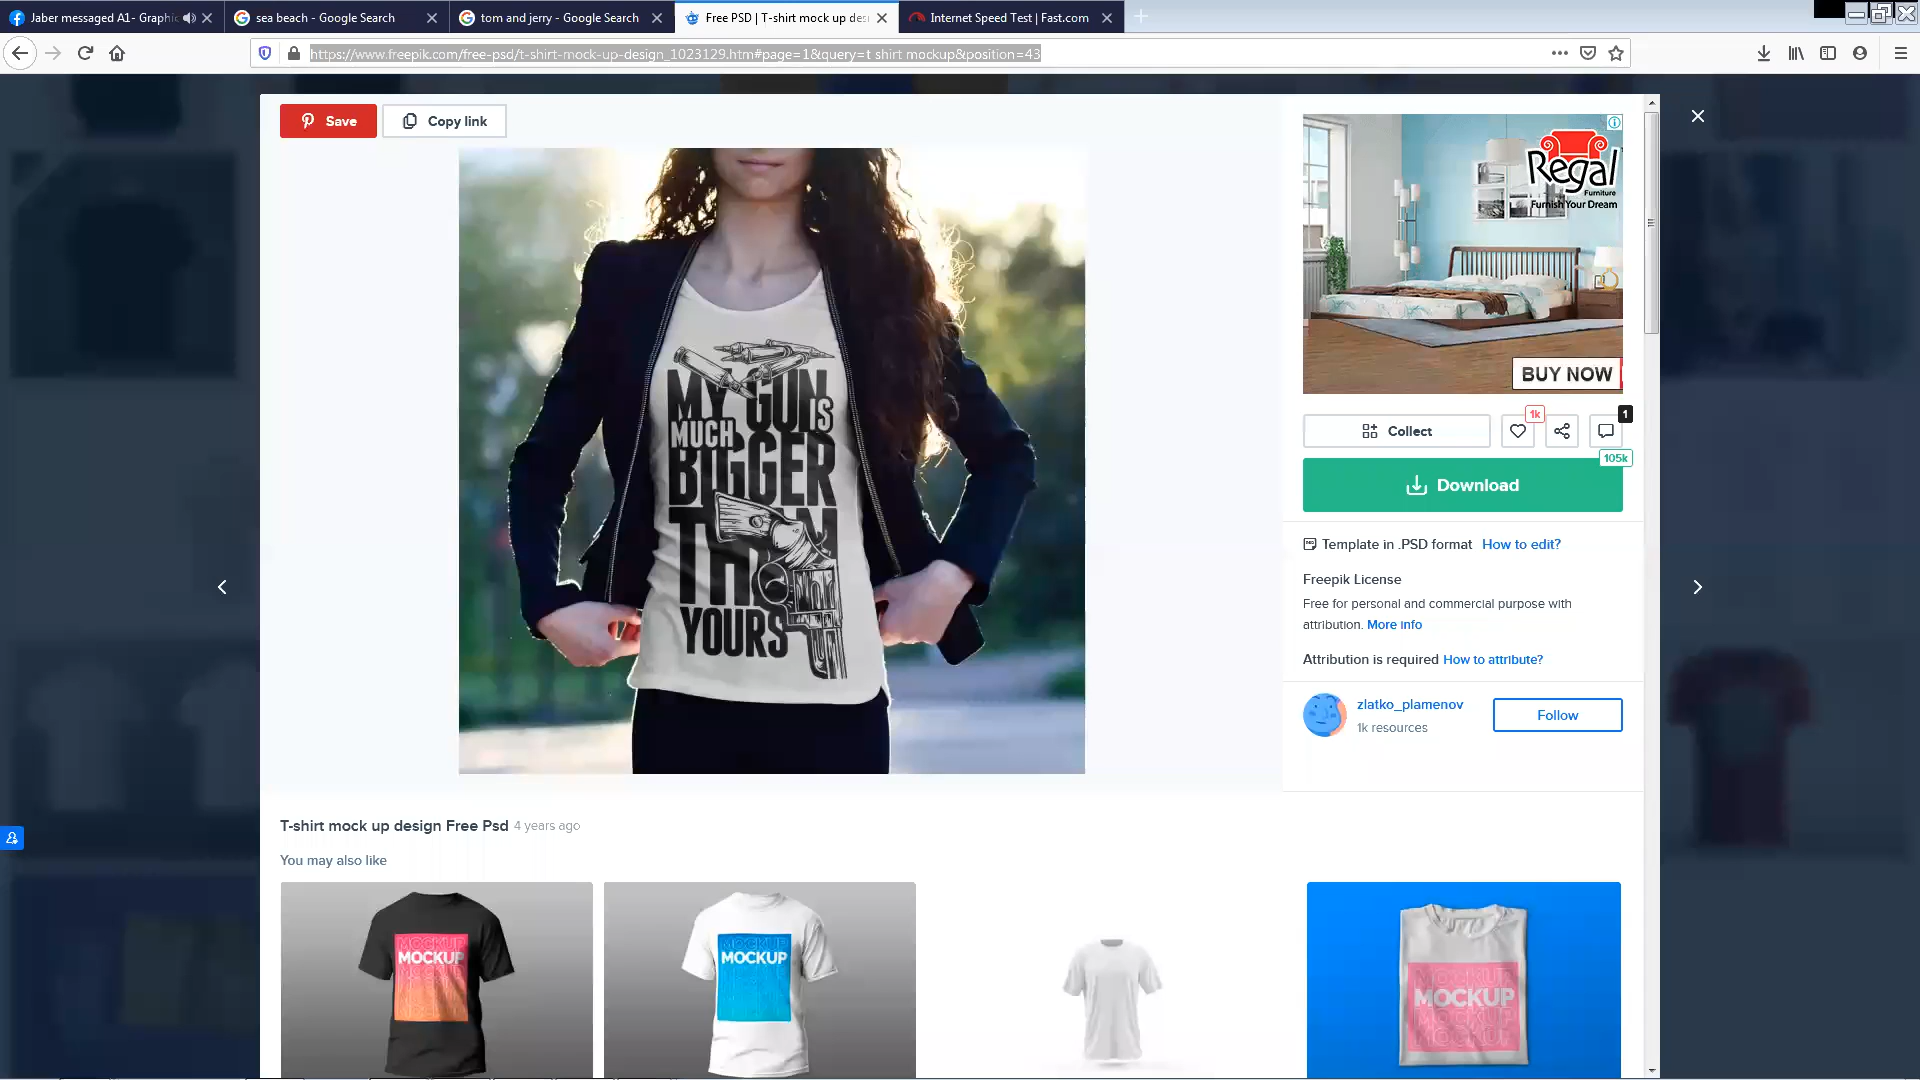 Jaber messaged A1- Graphic
sea beach - Google Search
tom and jerry - Google Search
Free PSD | T-shirt mock up des
Internet Speed Test | Fast.com
https://www.freepik.com/free-psd/t-shirt-mock-up-design_1023129.htm#page=1&query=t shirt mockup&position=43
Save
Copy link
MY GUN IS
MUCH
BIGGER
YOURS
Regal
Furniture
Furnish Your Dream
BUY NOW
Collect
1k
1
105k
Download
Template in .PSD format How to edit?
Freepik License
Free for personal and commercial purpose with
attribution. More info
Attribution is required How to attribute?
zlatko_plamenov
1k resources
Follow
T-shirt mock up design Free Psd 4 years ago
You may also like
MOCKUP
MOCKUP
MOCKUP
MOCKUP
MOCKUP
MOCKUP
MOCKUP
MOCKUP